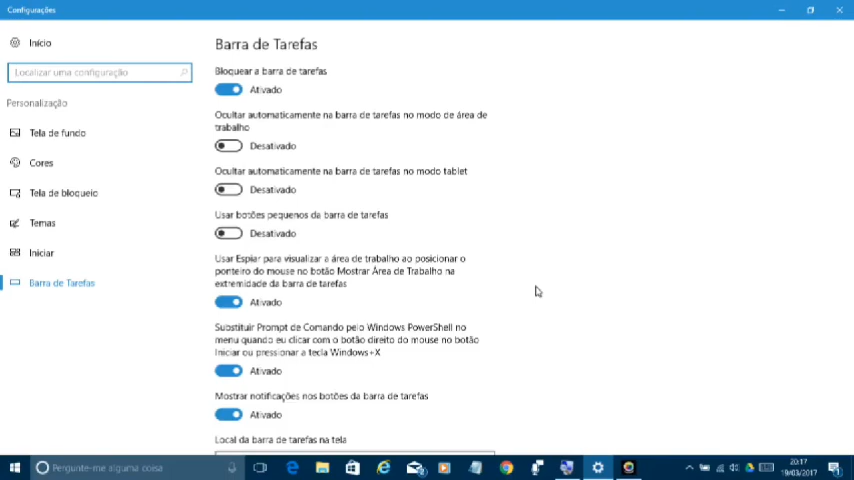 Configurações
Início
Localizar uma configuração
Personalização
Tela de fundo
Cores
Tela de bloqueio
Temas
Iniciar
Barra de Tarefas
Barra de Tarefas
Bloquear a barra de tarefas
Ativado
Ocultar automaticamente na barra de tarefas no modo de área de
trabalho
Desativado
Ocultar automaticamente na barra de tarefas no modo tablet
Desativado
Usar botões pequenos da barra de tarefas
Desativado
Usar Espiar para visualizar a área de trabalho ao posicionar o
ponteiro do mouse no botão Mostrar Área de Trabalho na
extremidade da barra de tarefas
Ativado
Substituir Prompt de Comando pelo Windows PowerShell no
menu quando eu clicar com o botão direito do mouse no botão
Iniciar ou pressionar a tecla Windows+X
Ativado
Mostrar notificações nos botões da barra de tarefas
Ativado
Local da barra de tarefas na tela
Pergunte-me alguma coisa
20:17
19/03/2017